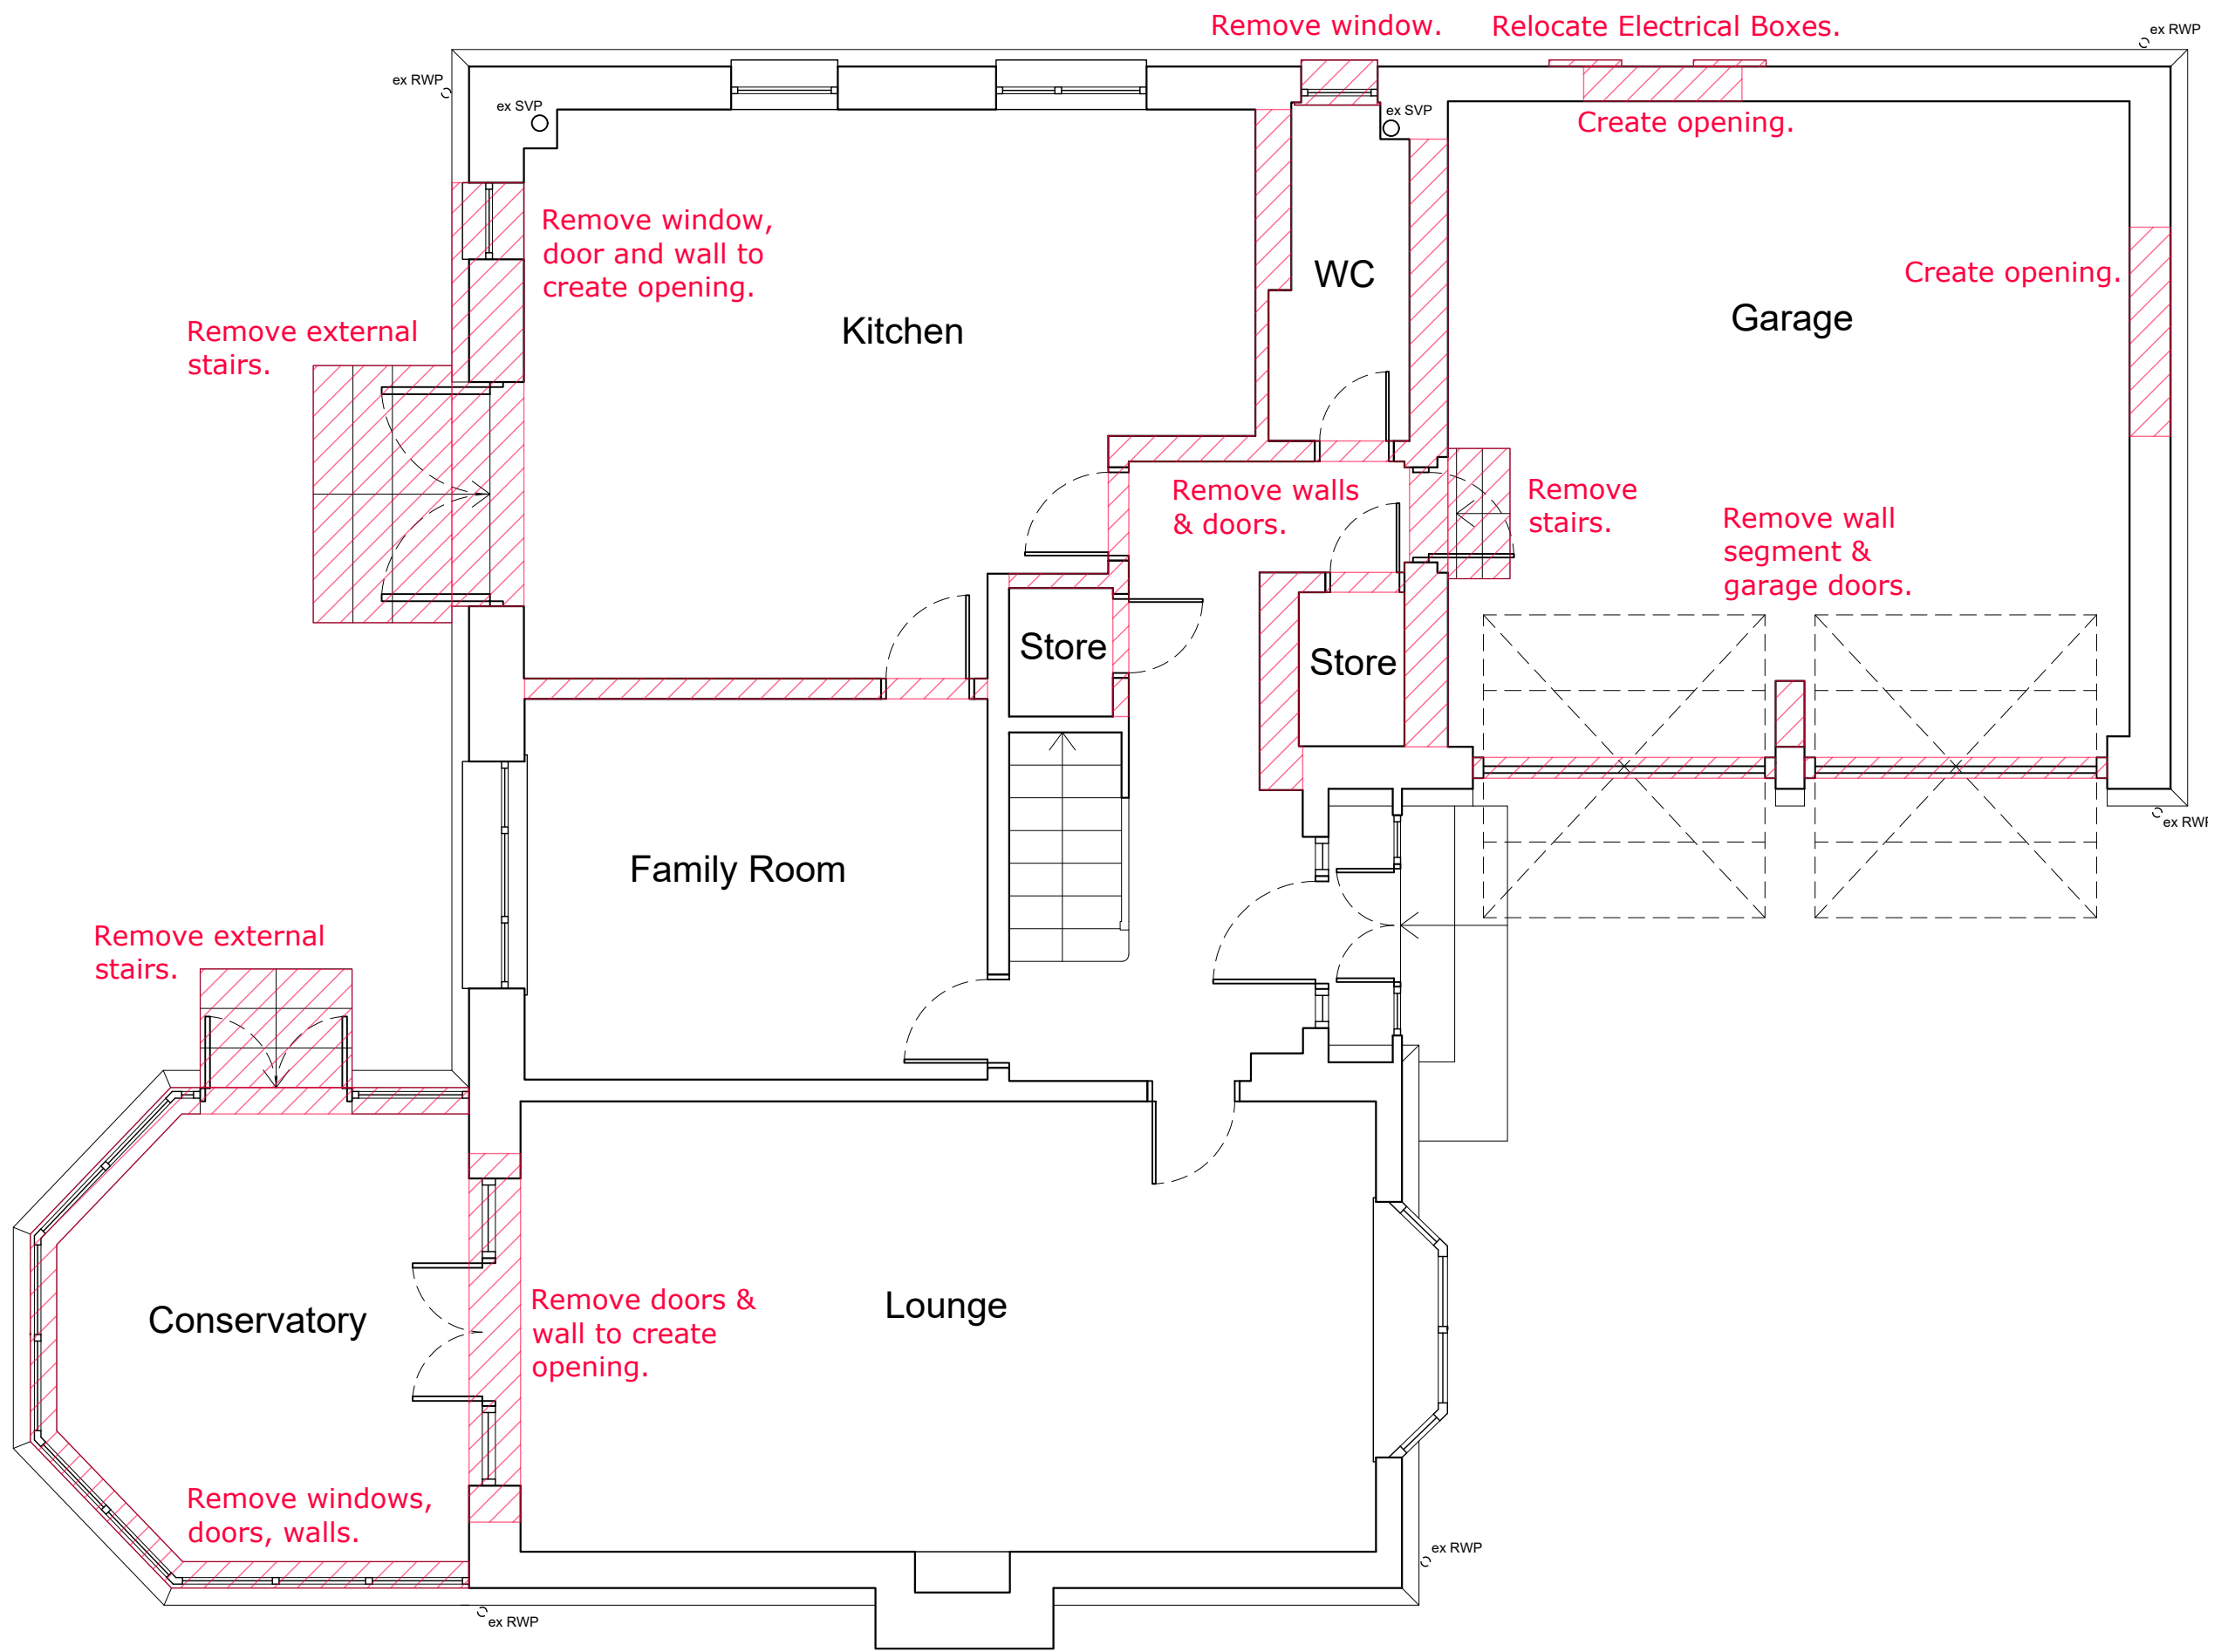 Remove window.
Relocate Electrical Boxes.
ex RWP
ex RWP
ex SVP
ex SVP
Create opening.
Remove window,
door and wall to
create opening.
WC
Create opening.
Kitchen
Garage
Remove external
stairs.
Remove walls
& doors.
Remove
stairs.
Remove wall
segment &
garage doors.
Store
Store
ex RWP
Family Room
Remove external
stairs.
Conservatory
Remove doors &
wall to create
opening.
Lounge
Remove windows,
doors, walls.
ex RWP
ex RWP